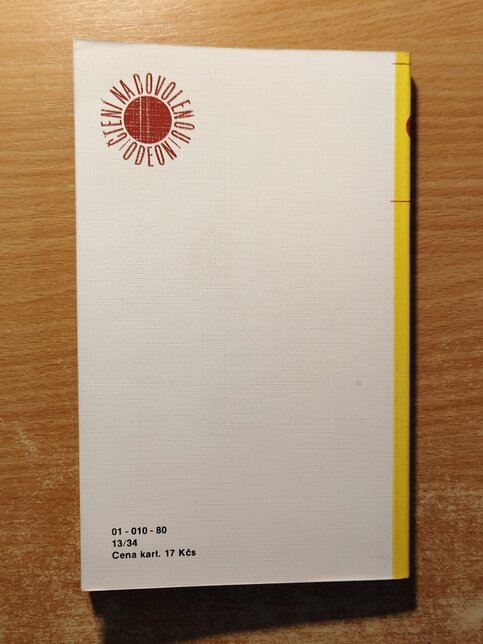 ČTENÍ NA DOVOLENOU ODEON
01 - 010 - 80
13/34
Cena kart. 17 Kčs